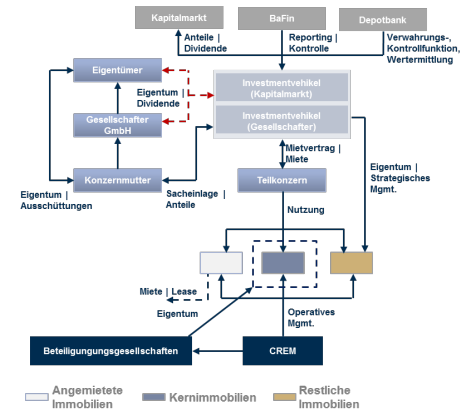 Kapitalmarkt
BaFin
Depotbank
Anteile |
Dividende
Reporting |
Kontrolle
Verwahrungs-,
Kontrollfunktion,
Wertermittlung
Eigentümer
Eigentum |
Dividende
Investmentvehikel
(Kapitalmarkt)
Gesellschafter
GmbH
Investmentvehikel
(Gesellschafter)
Mietvertrag |
Miete
Eigentum |
Strategisches
Mgmt.
Konzernmutter
Teilkonzern
Eigentum |
Ausschüttungen
Sacheinlage |
Anteile
Nutzung
Miete | Lease
Eigentum
Operatives
Mgmt.
Beteiligungsgesellschaften
CREM
Angemietete
Immobilien
Kernimmobilien
Restliche
Immobilien